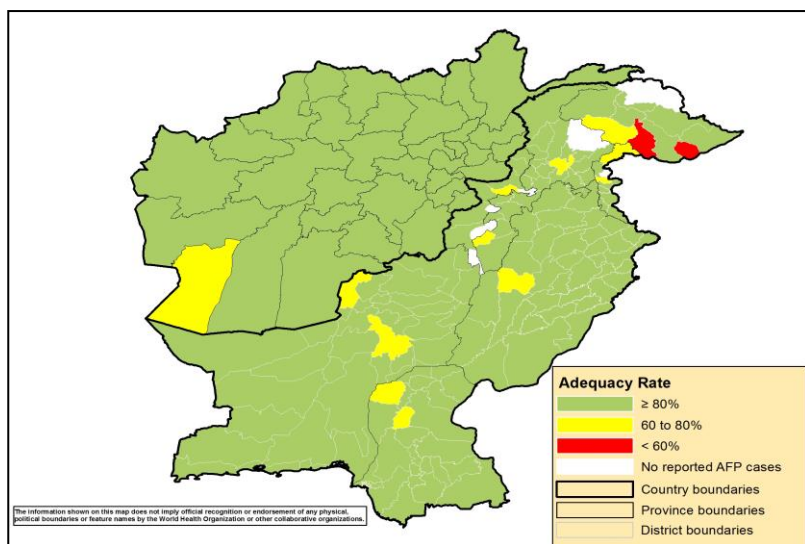 Adequacy Rate
≥ 80%
60 to 80%
< 60%
No reported AFP cases
Country boundaries
Province boundaries
District boundaries
The information shown on this map does not imply official recognition or endorsement of any physical,
political boundaries or feature names by the World Health Organization or other collaborative organizations.